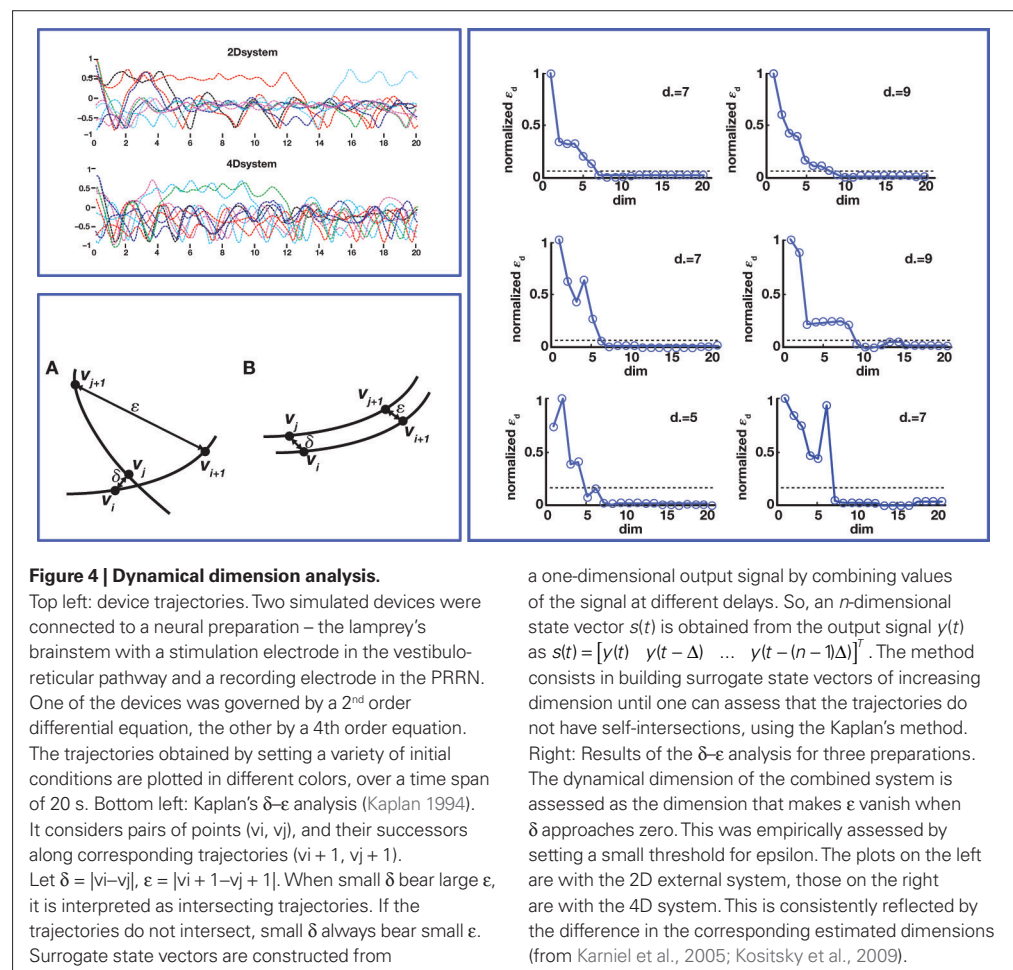 2Dsystem
1
0.5
0
−0.5
−1
0 2 4 6 8 10 12 14 16 18 20
4Dsystem
1
0.5
0
−0.5
−1
0 2 4 6 8 10 12 14 16 18 20
A
v j+1
ε
v j
δ
v i
v i+1
B
v j+1
v j
ε
δ
v i
v i+1
normalized ε d
1
0.5
0
0 5 10 15 20
dim
d.=7
normalized ε d
1
0.5
0
0 5 10 15 20
dim
d.=9
normalized ε d
1
0.5
0
0 5 10 15 20
dim
d.=7
normalized ε d
1
0.5
0
0 5 10 15 20
dim
d.=9
normalized ε d
1
0.5
0
0 5 10 15 20
dim
d.=5
normalized ε d
1
0.5
0
0 5 10 15 20
dim
d.=7
Figure 4 | Dynamical dimension analysis.
Top left: device trajectories. Two simulated devices were
connected to a neural preparation – the lamprey's
brainstem with a stimulation electrode in the vestibulo-
reticular pathway and a recording electrode in the PRRN.
One of the devices was governed by a 2nd order
differential equation, the other by a 4th order equation.
The trajectories obtained by setting a variety of initial
conditions are plotted in different colors, over a time span
of 20 s. Bottom left: Kaplan's δ–ε analysis (Kaplan 1994).
It considers pairs of points (vi, vj), and their successors
along corresponding trajectories (vi + 1, vj + 1).
Let δ = |vi–vj|, ε = |vi + 1–vj + 1|. When small δ bear large ε,
it is interpreted as intersecting trajectories. If the
trajectories do not intersect, small δ always bear small ε.
Surrogate state vectors are constructed from
a one-dimensional output signal by combining values
of the signal at different delays. So, an n-dimensional
state vector s(t) is obtained from the output signal y(t)
as s(t) = [y(t) y(t − Δ) ... y(t − (n − 1)Δ)]T. The method
consists in building surrogate state vectors of increasing
dimension until one can assess that the trajectories do
not have self-intersections, using the Kaplan's method.
Right: Results of the δ–ε analysis for three preparations.
The dynamical dimension of the combined system is
assessed as the dimension that makes ε vanish when
δ approaches zero. This was empirically assessed by
setting a small threshold for epsilon. The plots on the left
are with the 2D external system, those on the right
are with the 4D system. This is consistently reflected by
the difference in the corresponding estimated dimensions
(from Karniel et al., 2005; Kositsky et al., 2009).